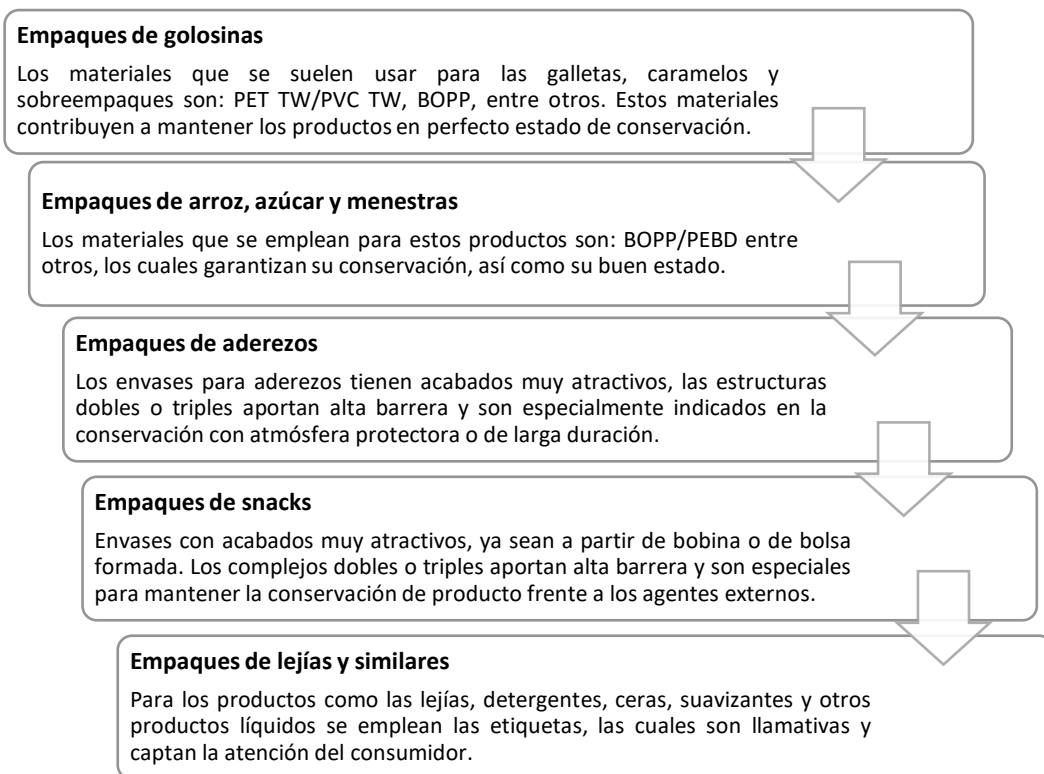 Empaques de golosinas
Los materiales que se suelen usar para las galletas, caramelos y
sobreempaques son: PET TW/PVC TW, BOPP, entre otros. Estos materiales
contribuyen a mantener los productos en perfecto estado de conservación.
Empaques de arroz, azúcar y menestras
Los materiales que se emplean para estos productos son: BOPP/PEBD entre
otros, los cuales garantizan su conservación, así como su buen estado.
Empaques de aderezos
Los envases para aderezos tienen acabados muy atractivos, las estructuras
dobles o triples aportan alta barrera y son especialmente indicados en la
conservación con atmósfera protectora o de larga duración.
Empaques de snacks
Envases con acabados muy atractivos, ya sean a partir de bobina o de bolsa
formada. Los complejos dobles o triples aportan alta barrera y son especiales
para mantener la conservación de producto frente a los agentes externos.
Empaques de lejías y similares
Para los productos como las lejías, detergentes, ceras, suavizantes y otros
productos líquidos se emplean las etiquetas, las cuales son llamativas y
captan la atención del consumidor.